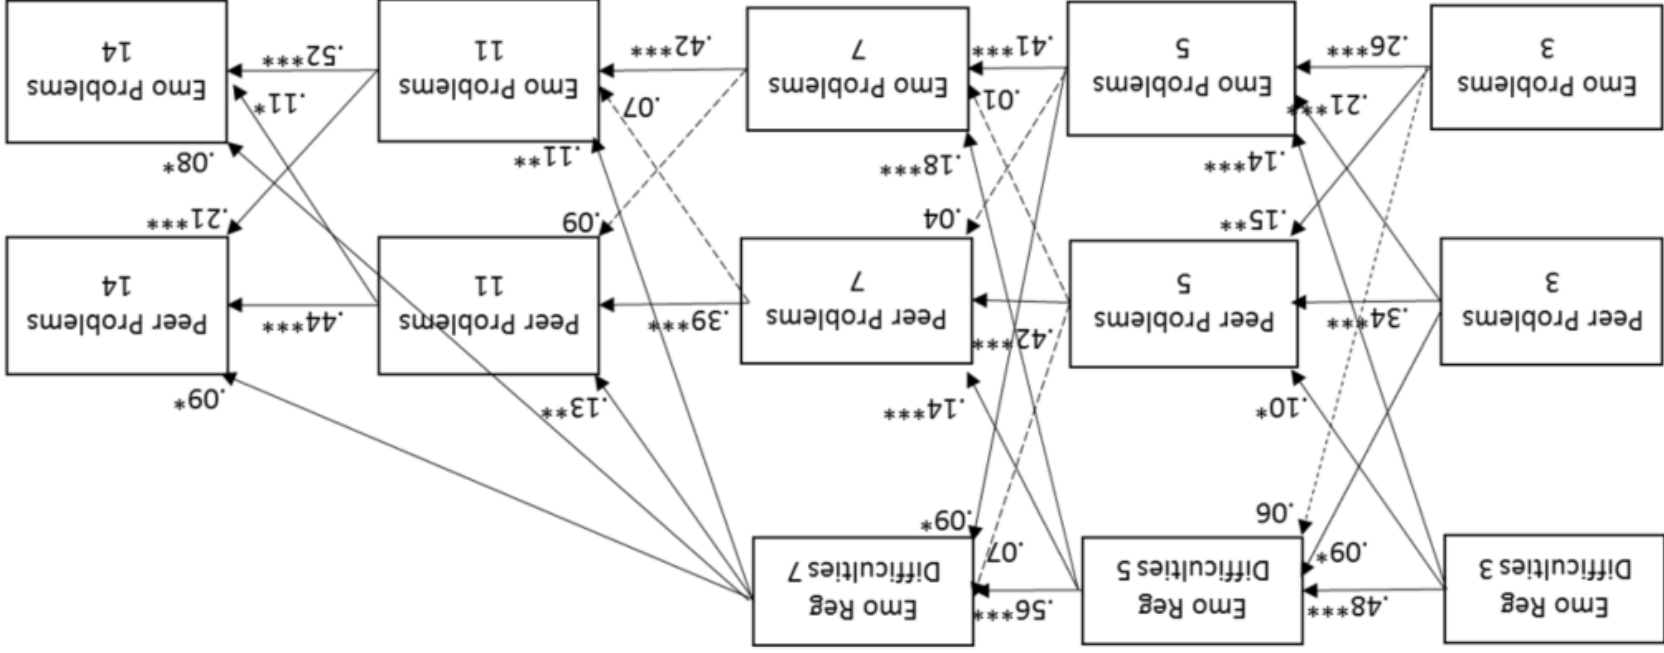 Emo Reg
Difficulties 3
.48***
Emo Reg
Difficulties 5
.56***
Emo Reg
Difficulties 7
.09*
.06
.07
.09*
.10*
.14***
.13**
.09*
Peer Problems
3
.34***
Peer Problems
5
.42***
Peer Problems
7
.39***
Peer Problems
11
.44***
Peer Problems
14
.15**
.04
.09
.21***
.14***
.18***
.11**
.08*
.21***
.01
.07
.11*
Emo Problems
3
.26***
Emo Problems
5
.41***
Emo Problems
7
.42***
Emo Problems
11
.52***
Emo Problems
14